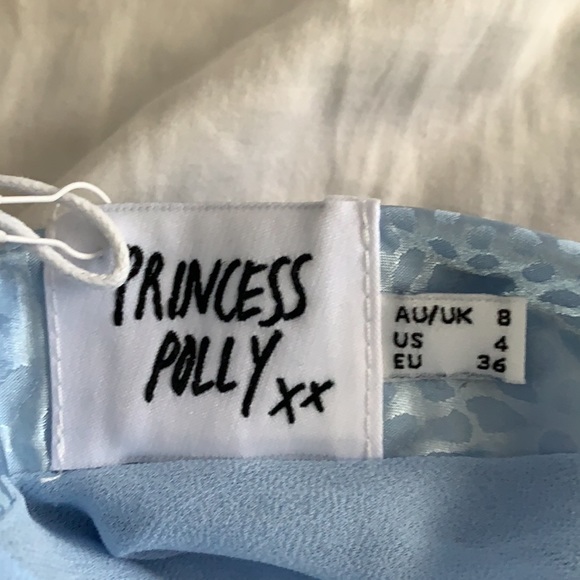 PRINCESS
POLLY xx
AU/UK 8
US 4
EU 36